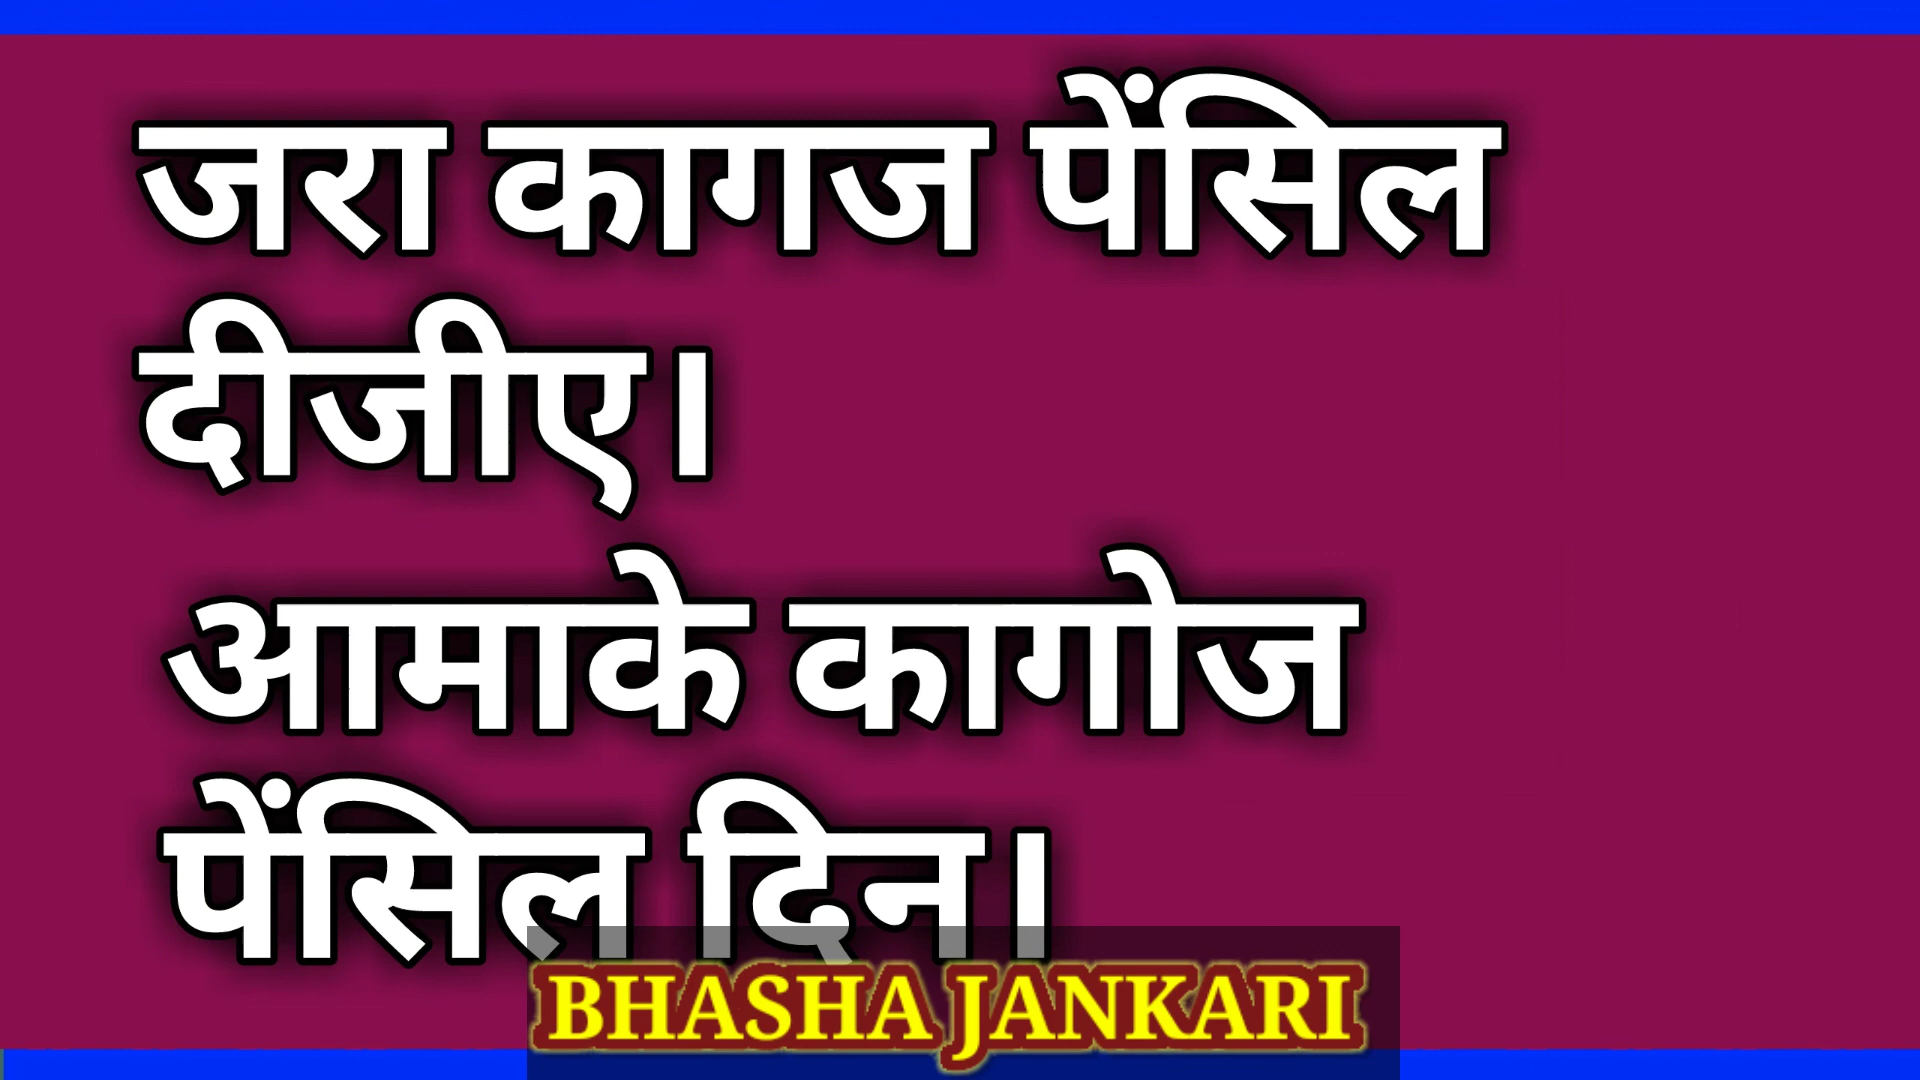 जरा कागज पेंसिल
दीजीए।
आमाके कागोज
पेंसिल दिन।
BHASHA JANKARI